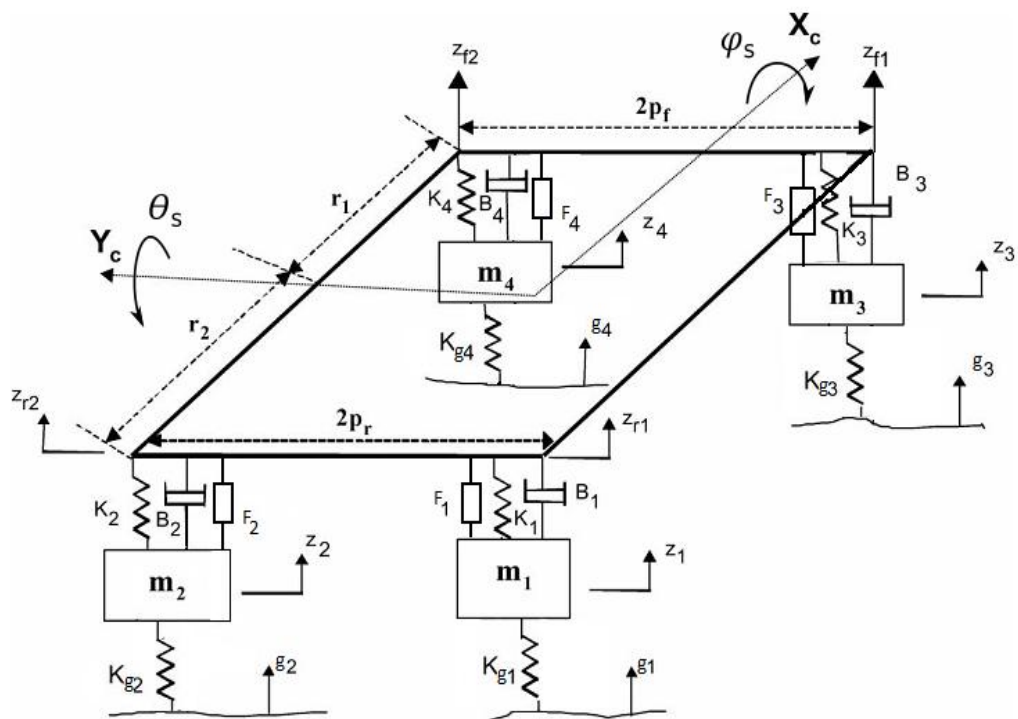 X_c
φ_s
z_f2
z_f1
2p_f
r_1
K_4
B_4
F_4
F_3
K_3
B_3
θ_s
Y_c
z_4
z_3
m_4
m_3
r_2
K_g4
g_4
K_g3
g_3
z_r2
2p_r
z_r1
K_2
B_2
F_2
F_1
K_1
B_1
z_2
z_1
m_2
m_1
K_g2
g_2
K_g1
g_1